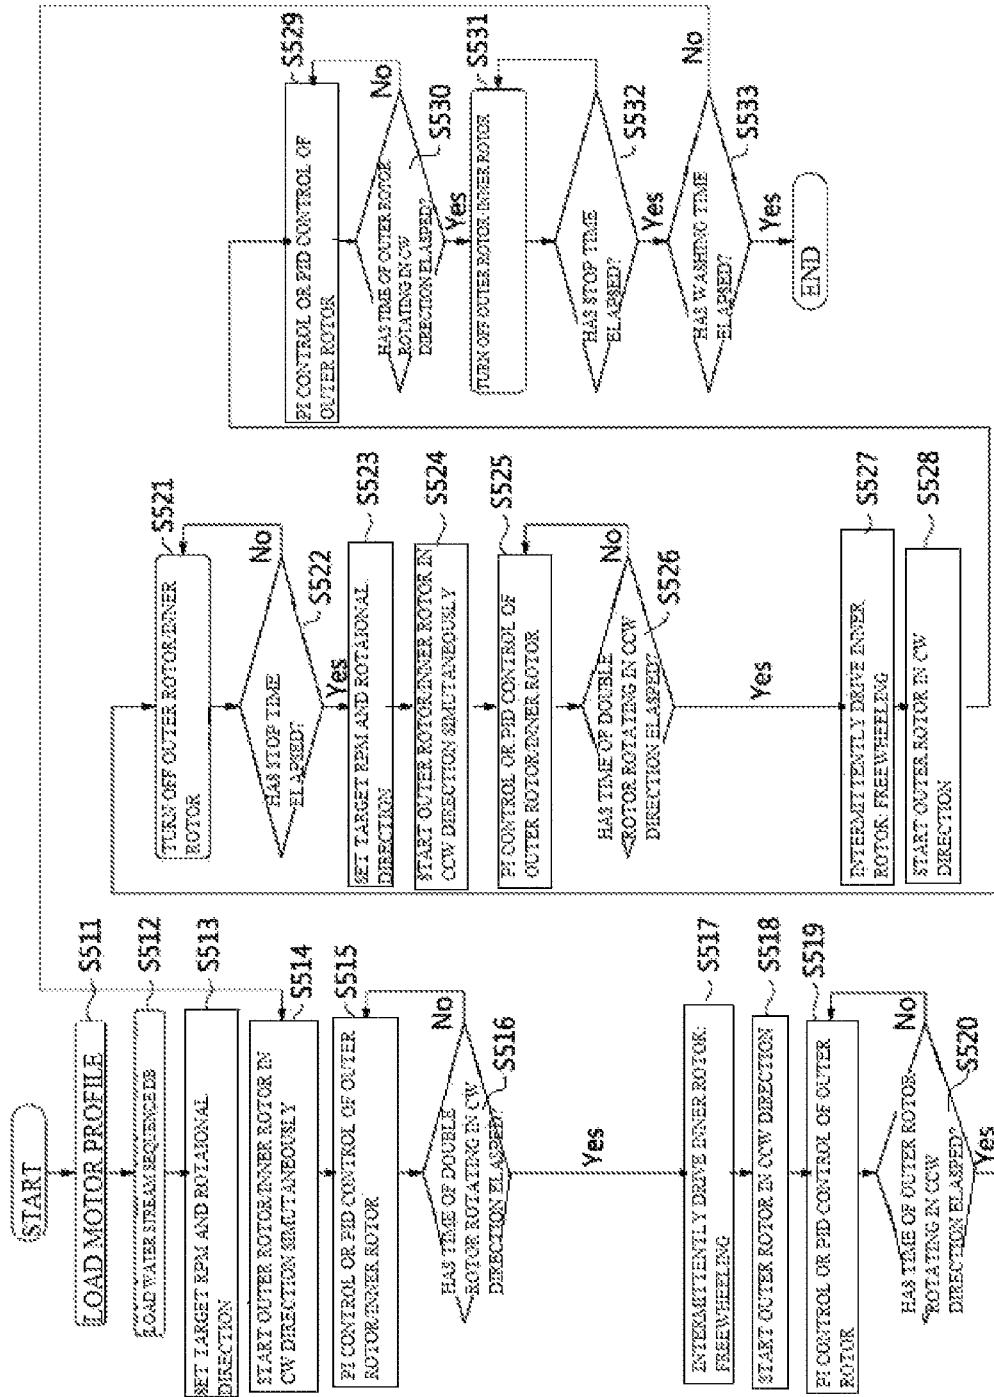 START
LOAD MOTOR PROFILE
S511
LOAD WATER STREAM SEQUENCE DB
S512
SET TARGET RPM AND ROTAIONAL
DIRECTION
S513
START OUTER ROTOR/INNER ROTOR IN
CW DIRECTION SIMUTANEOUSLY
S514
PI CONTROL OR PID CONTROL OF OUTER
ROTOR/INNER ROTOR
S515
HAS TIME OF DOUBLE
ROTOR ROTATING IN CW
DIRECTION ELASPED?
S516
No
Yes
INTERMITTENTLY DRIVE INNER ROTOR:
FREEWHEELING
S517
START OUTER ROTOR IN CCW DIRECTION
S518
PI CONTROL OR PID CONTROL OF OUTER
ROTOR
S519
HAS TIME OF OUTER ROTOR
ROTATING IN CCW
DIRECTION ELASPED?
S520
No
Yes
TURN OFF OUTER ROTOR/INNER
ROTOR
S521
HAS STOP TIME
ELAPSED?
S522
No
Yes
SET TARGET RPM AND ROTAIONAL
DIRECTION
S523
START OUTER ROTOR/INNER ROTOR IN
CCW DIRECTION SIMUTANEOUSLY
S524
PI CONTROL OR PID CONTROL OF
OUTER ROTOR/INNER ROTOR
S525
HAS TIME OF DOUBLE
ROTOR ROTATING IN CCW
DIRECTION ELASPED?
S526
No
Yes
INTERMITTENTLY DRIVE INNER
ROTOR: FREEWHEELING
S527
START OUTER ROTOR IN CW
DIRECTION
S528
PI CONTROL OR PID CONTROL OF
OUTER ROTOR
S529
HAS TIME OF OUTER ROTOR
ROTATING IN CW
DIRECTION ELASPED?
S530
No
Yes
TURN OFF OUTER ROTOR/INNER ROTOR
S531
HAS STOP TIME
ELAPSED?
S532
Yes
HAS WASHING TIME
ELAPSED?
S533
No
Yes
END